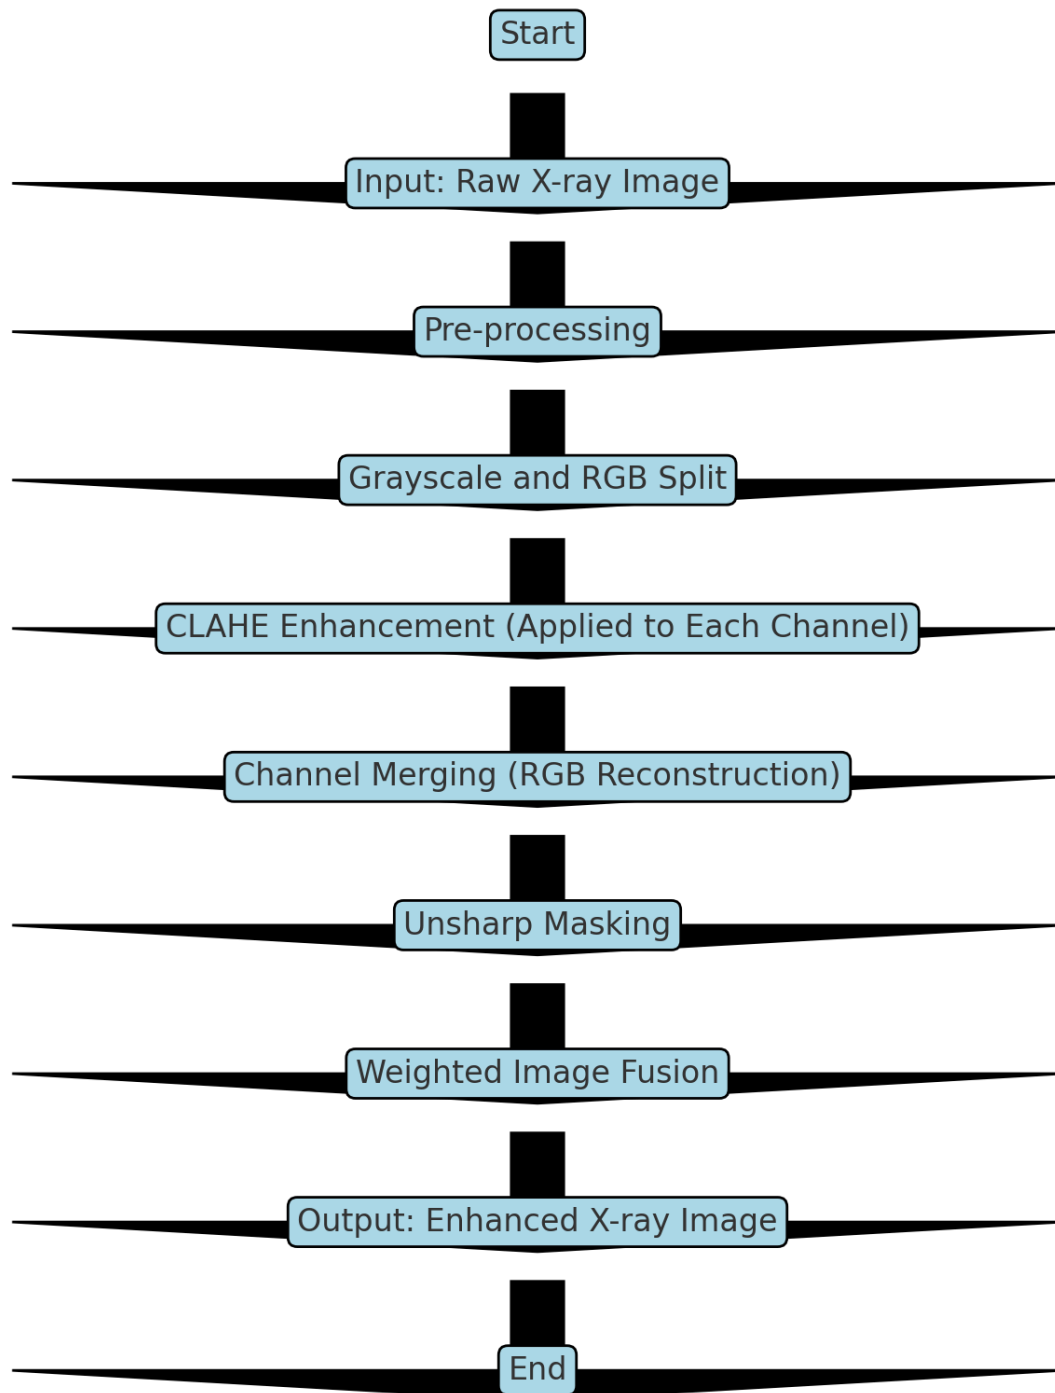 Start
Input: Raw X-ray Image
Pre-processing
Grayscale and RGB Split
CLAHE Enhancement (Applied to Each Channel)
Channel Merging (RGB Reconstruction)
Unsharp Masking
Weighted Image Fusion
Output: Enhanced X-ray Image
End